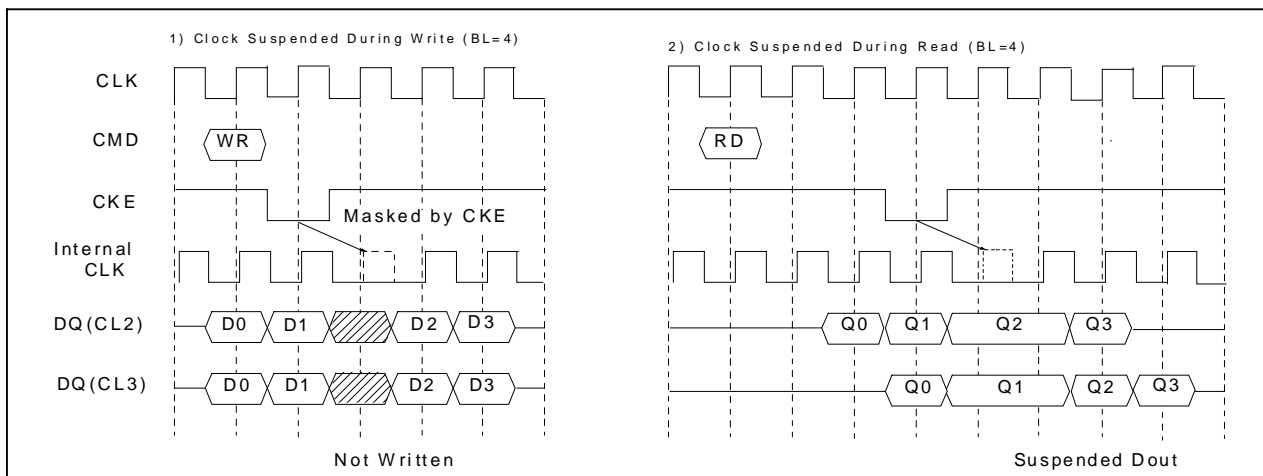 1) Clock Suspended During Write (BL=4) 2) Clock Suspended During Read (BL=4)
CLK
CMD WR RD
CKE Masked by CKE
Internal
CLK
DQ(CL2) D0 D1 D2 D3 Q0 Q1 Q2 Q3
DQ(CL3) D0 D1 D2 D3 Q0 Q1 Q2 Q3
Not Written Suspended Dout